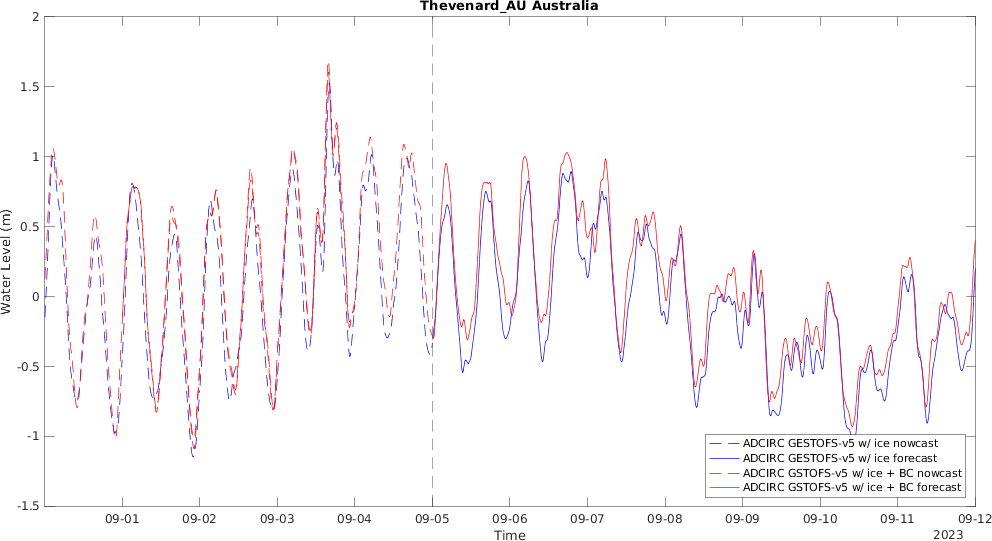 Thevenard_AU Australia
2
1.5
1
0.5
0
-0.5
-1
-1.5
Water Level (m)
09-01 09-02 09-03 09-04 09-05 09-06 09-07 09-08 09-09 09-10 09-11 09-12
Time
2023
ADCIRC GESTOFS-v5 w/ ice nowcast
ADCIRC GESTOFS-v5 w/ ice forecast
ADCIRC GSTOFS-v5 w/ ice + BC nowcast
ADCIRC GSTOFS-v5 w/ ice + BC forecast